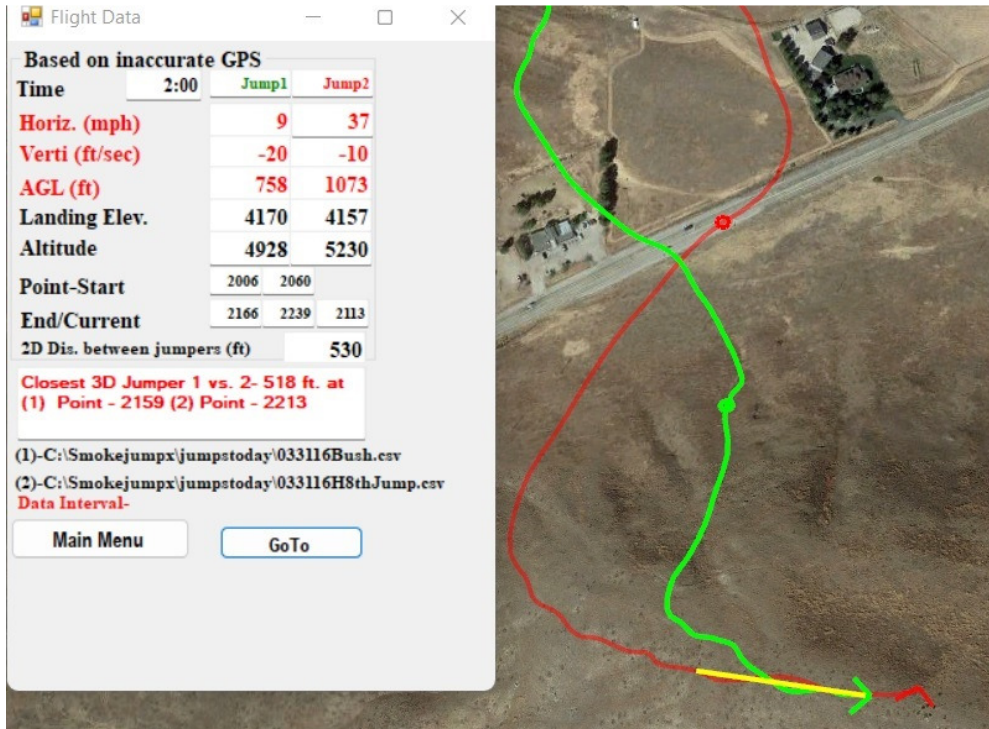 Flight Data
Based on inaccurate GPS
Time 2:00 Jump1 Jump2
Horiz. (mph) 9 37
Verti (ft/sec) -20 -10
AGL (ft) 758 1073
Landing Elev. 4170 4157
Altitude 4928 5230
Point-Start 2006 2060
End/Current 2166 2239 2113
2D Dis. between jumpers (ft) 530
Closest 3D Jumper 1 vs. 2- 518 ft. at
(1) Point - 2159 (2) Point - 2213
(1)-C:\Smokejumpx\jumpstoday\033116Bush.csv
(2)-C:\Smokejumpx\jumpstoday\033116H8thJump.csv
Data Interval-
Main Menu GoTo